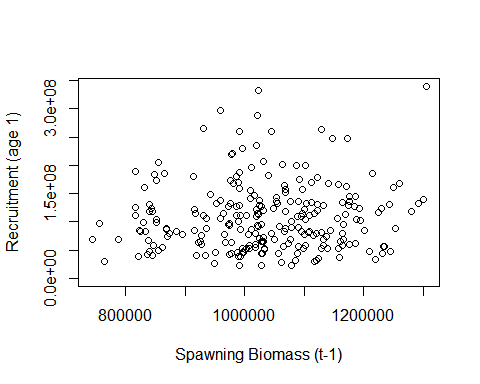 Recruitment (age 1)
3.0e+08
1.5e+08
0.0e+00
800000 1000000 1200000
Spawning Biomass (t-1)